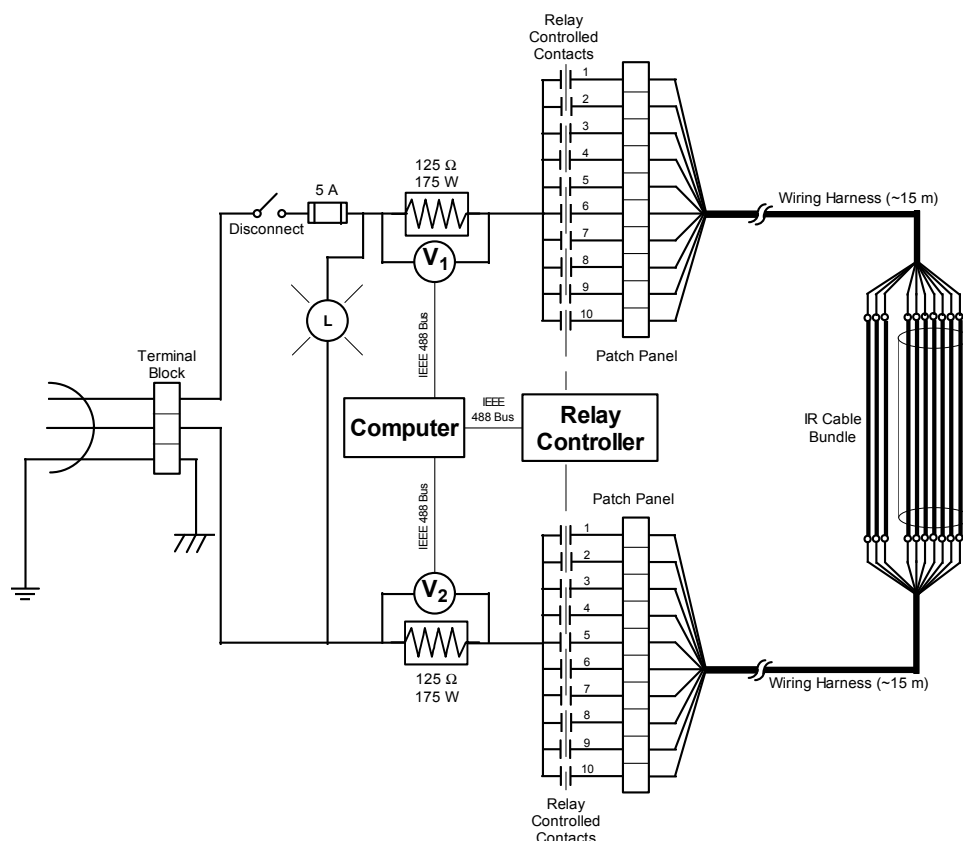 Relay
Controlled
Contacts
1
2
3
4
5
6
7
8
9
10
Patch Panel
125 Ω
175 W
5 A
Disconnect
V1
L
Wiring Harness (~15 m)
IEEE 488 Bus
Terminal
Block
Computer
IEEE
488 Bus
Relay
Controller
IR Cable
Bundle
IEEE 488 Bus
Patch Panel
1
2
3
4
5
6
7
8
9
10
V2
125 Ω
175 W
Wiring Harness (~15 m)
Relay
Controlled
Contacts